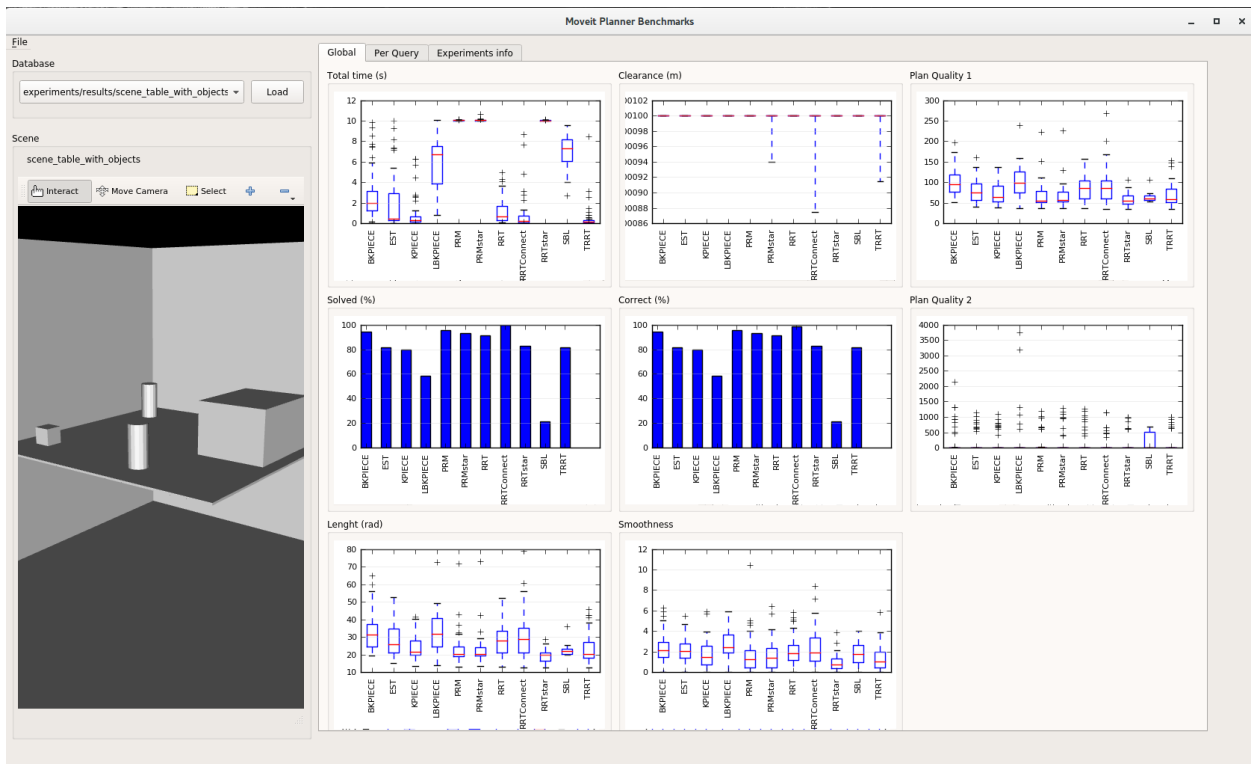 Moveit Planner Benchmarks
File
Database
experiments/results/scene_table_with_objects
Load
Scene
scene_table_with_objects
Interact
Move Camera
Select
Global
Per Query
Experiments info
Total time (s)
12
10
8
6
4
2
0
BKPIECE
EST
KPIECE
LBKPIECE
PRM
PRMstar
RRT
RRTConnect
RRTstar
SBL
TRRT
Clearance (m)
00102
00100
00098
00096
00094
00092
00090
00088
00086
BKPIECE
EST
KPIECE
LBKPIECE
PRM
PRMstar
RRT
RRTConnect
RRTstar
SBL
TRRT
Plan Quality 1
300
250
200
150
100
50
0
BKPIECE
EST
KPIECE
LBKPIECE
PRM
PRMstar
RRT
RRTConnect
RRTstar
SBL
TRRT
Solved (%)
100
80
60
40
20
0
BKPIECE
EST
KPIECE
LBKPIECE
PRM
PRMstar
RRT
RRTConnect
RRTstar
SBL
TRRT
Correct (%)
100
80
60
40
20
0
BKPIECE
EST
KPIECE
LBKPIECE
PRM
PRMstar
RRT
RRTConnect
RRTstar
SBL
TRRT
Plan Quality 2
4000
3500
3000
2500
2000
1500
1000
500
0
BKPIECE
EST
KPIECE
LBKPIECE
PRM
PRMstar
RRT
RRTConnect
RRTstar
SBL
TRRT
Lenght (rad)
80
70
60
50
40
30
20
10
BKPIECE
EST
KPIECE
LBKPIECE
PRM
PRMstar
RRT
RRTConnect
RRTstar
SBL
TRRT
Smoothness
12
10
8
6
4
2
0
BKPIECE
EST
KPIECE
LBKPIECE
PRM
PRMstar
RRT
RRTConnect
RRTstar
SBL
TRRT